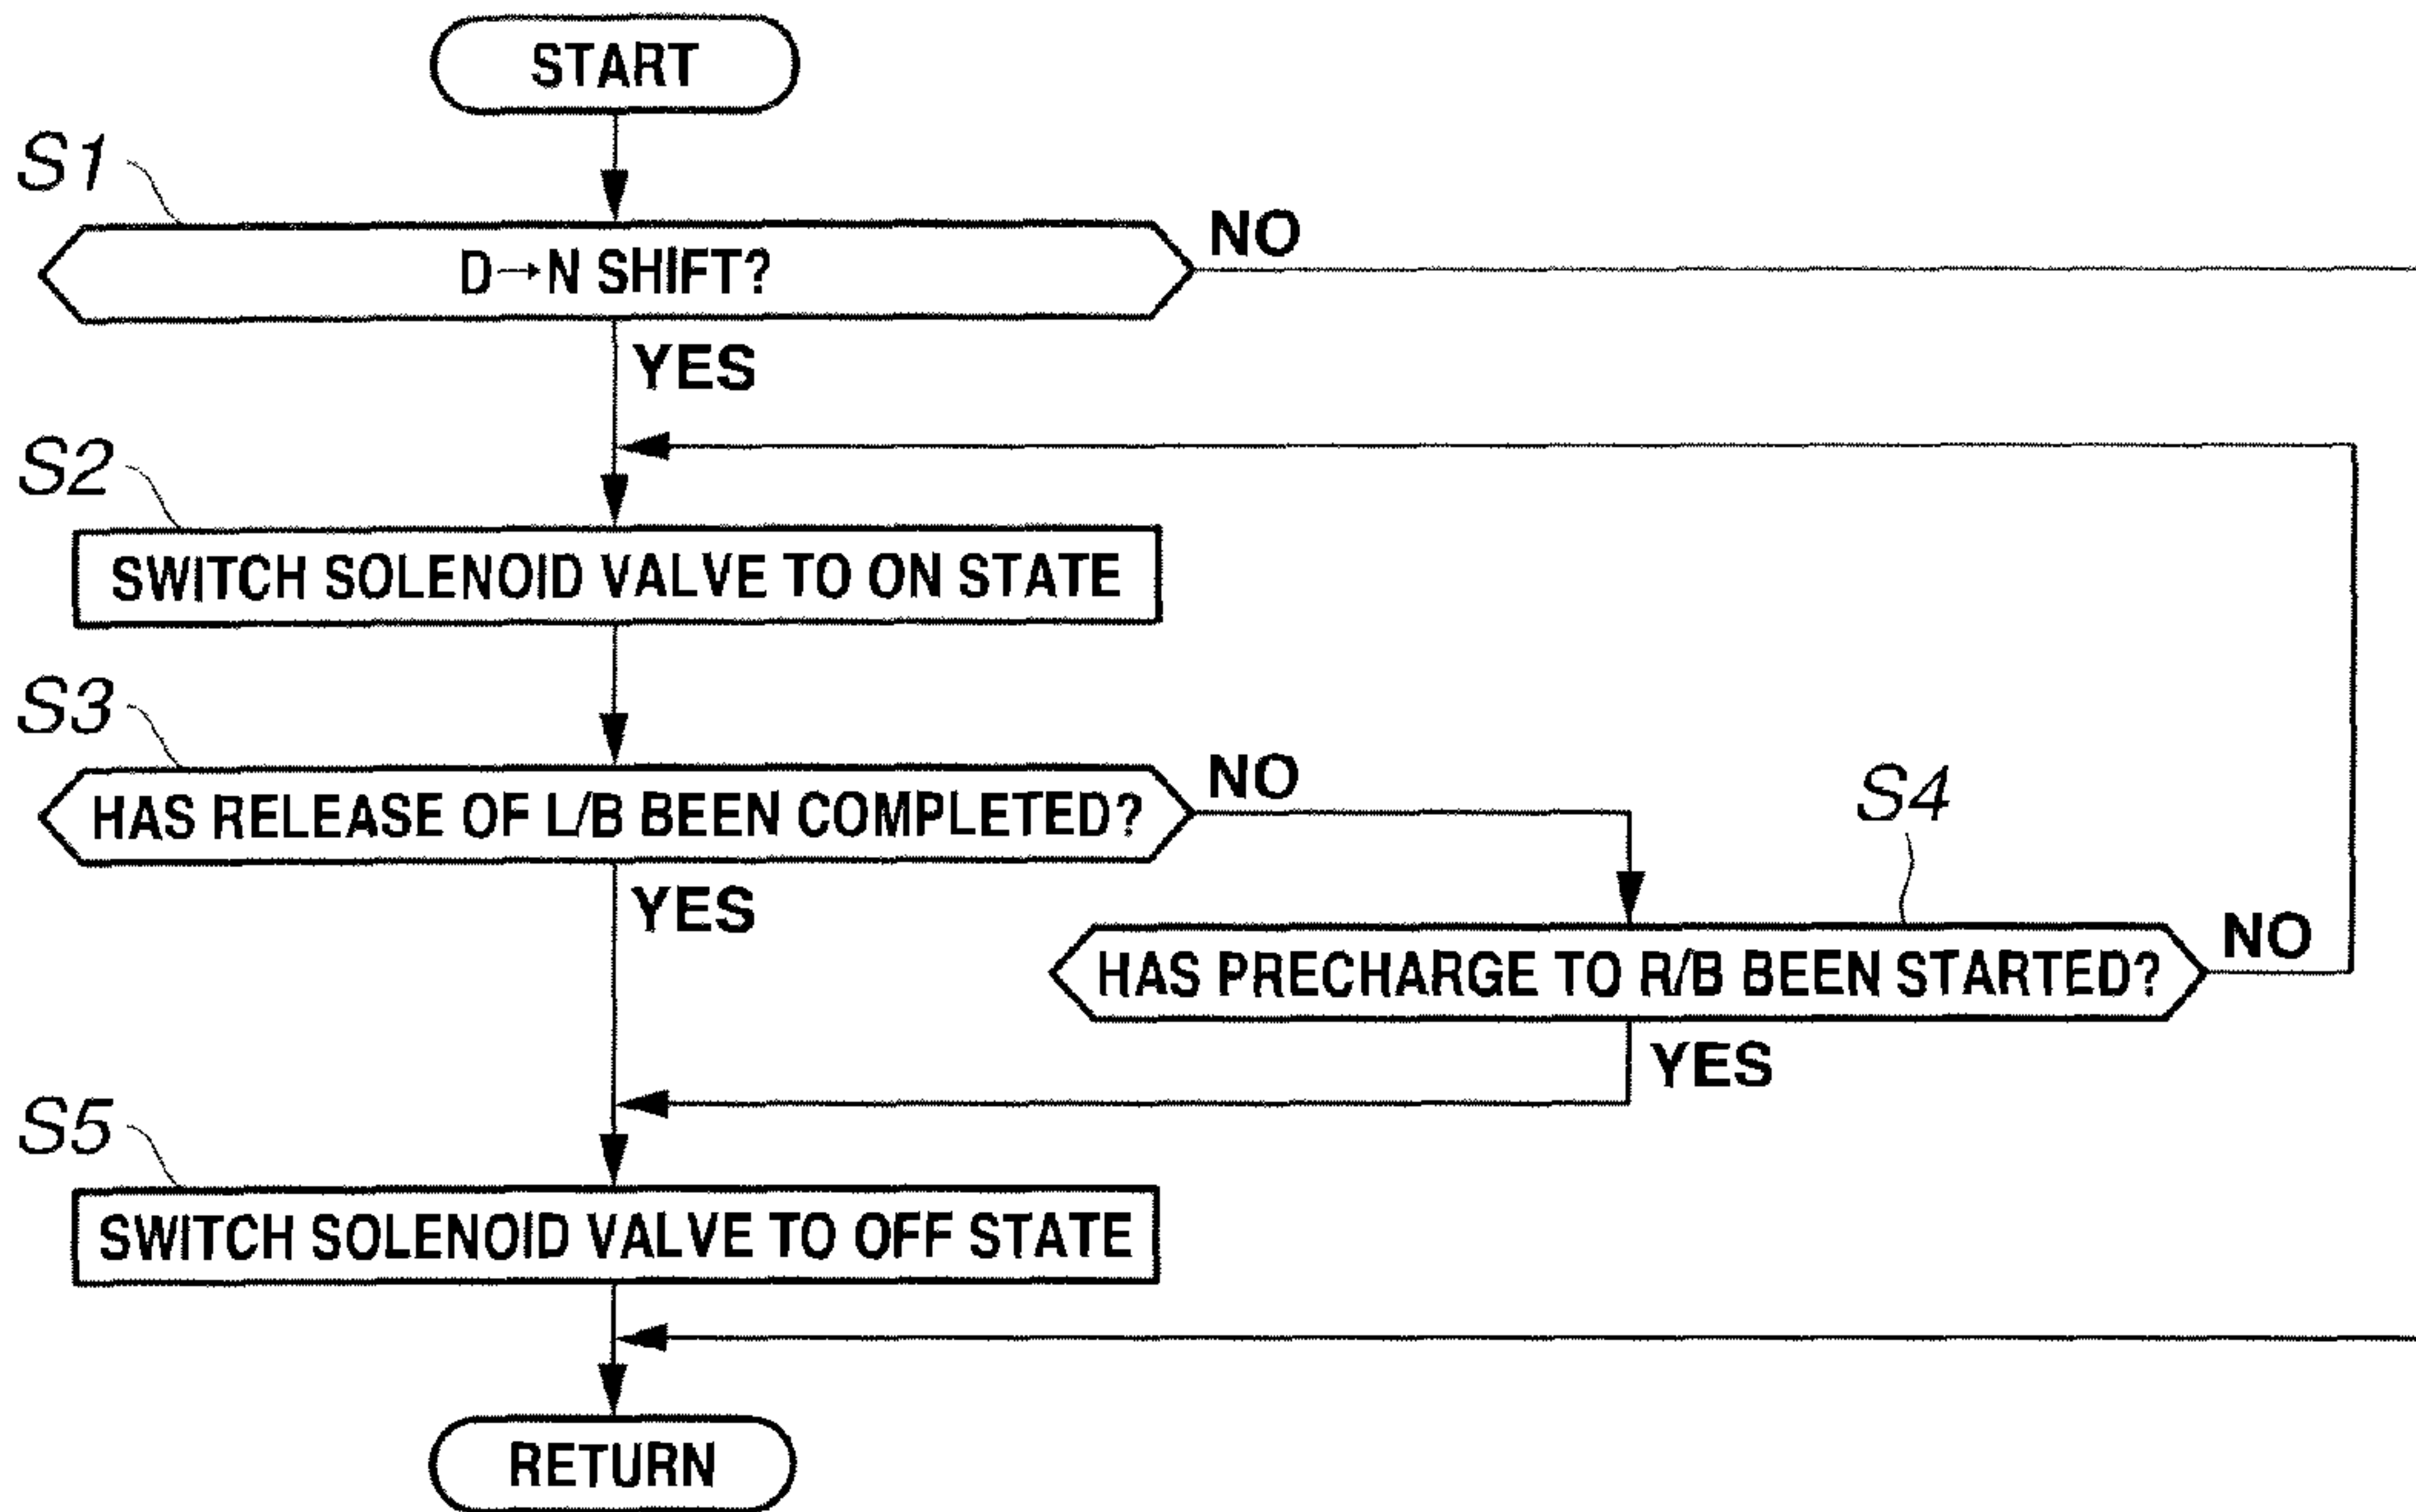 START
S1
D→N SHIFT?
NO
YES
S2
SWITCH SOLENOID VALVE TO ON STATE
S3
HAS RELEASE OF L/B BEEN COMPLETED?
NO
YES
S4
HAS PRECHARGE TO R/B BEEN STARTED?
NO
YES
S5
SWITCH SOLENOID VALVE TO OFF STATE
RETURN